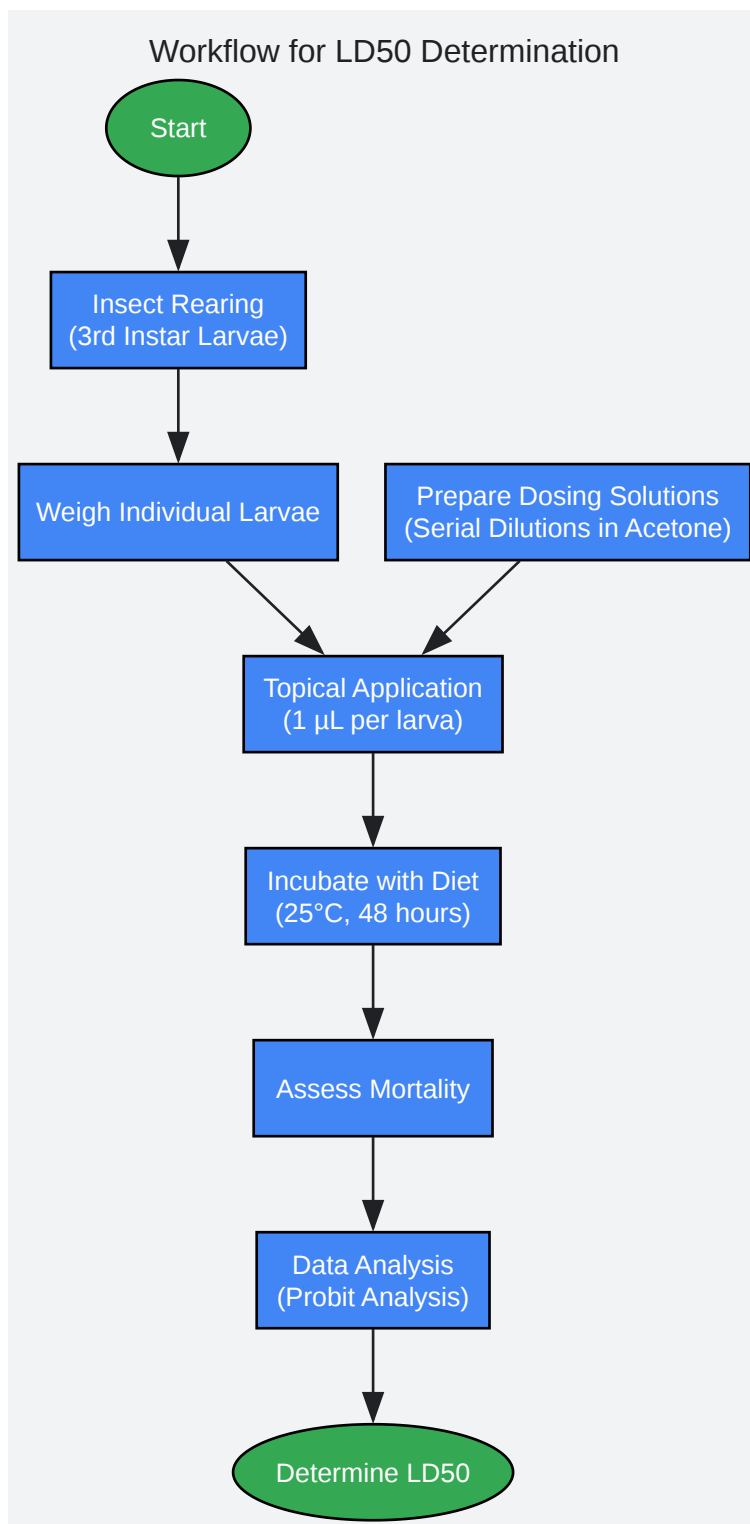 Workflow for LD50 Determination
Start
Insect Rearing
(3rd Instar Larvae)
Weigh Individual Larvae
Prepare Dosing Solutions
(Serial Dilutions in Acetone)
Topical Application
(1 µL per larva)
Incubate with Diet
(25°C, 48 hours)
Assess Mortality
Data Analysis
(Probit Analysis)
Determine LD50